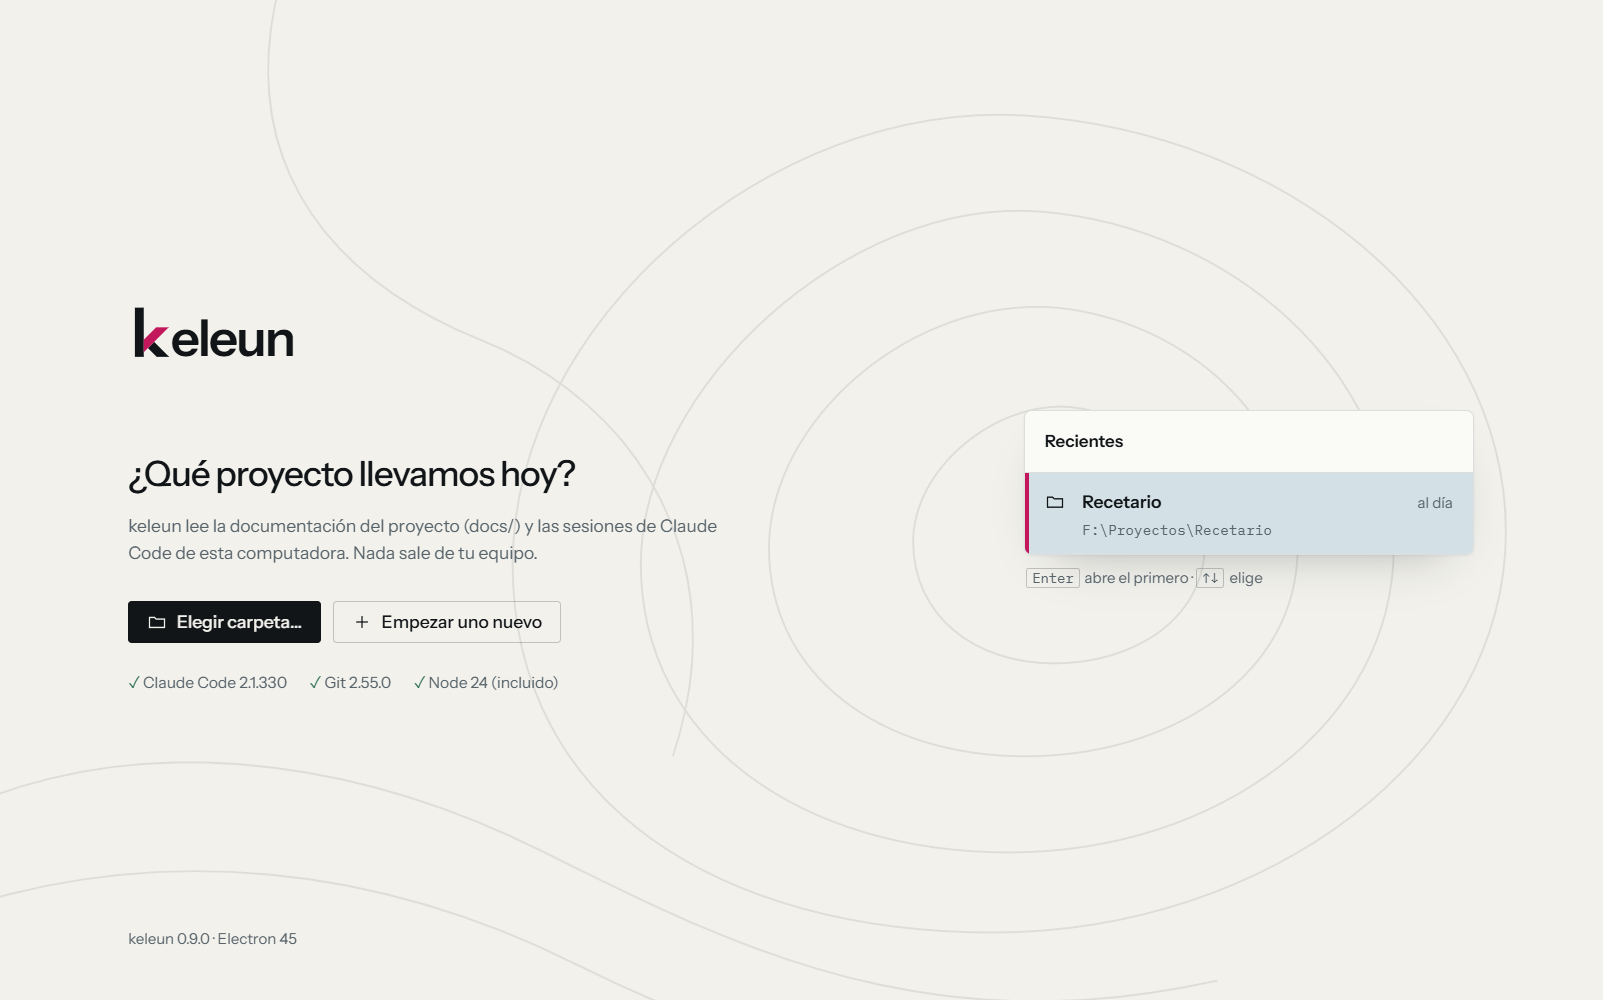 keleun
¿Qué proyecto llevamos hoy?
keleun lee la documentación del proyecto (docs/) y las sesiones de Claude
Code de esta computadora. Nada sale de tu equipo.
Elegir carpeta...
Empezar uno nuevo
✓ Claude Code 2.1.330 ✓ Git 2.55.0 ✓ Node 24 (incluido)
Recientes
Recetario al día
F:\Proyectos\Recetario
Enter abre el primero · ↑↓ elige
keleun 0.9.0 · Electron 45